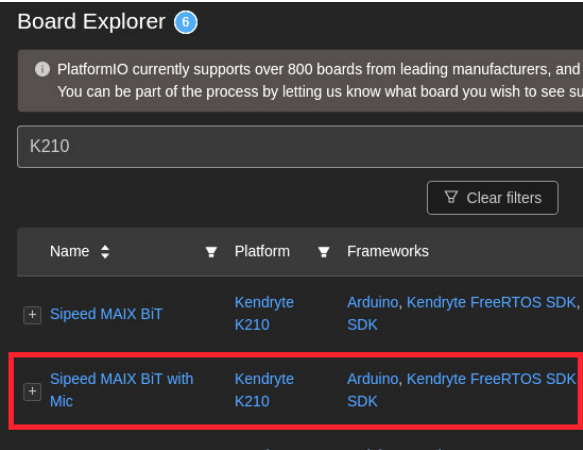 Board Explorer 6
PlatformIO currently supports over 800 boards from leading manufacturers, and
You can be part of the process by letting us know what board you wish to see su
K210
Clear filters
Name Platform Frameworks
Sipeed MAIX BiT
Kendryte
K210
Arduino, Kendryte FreeRTOS SDK,
SDK
Sipeed MAIX BiT with
Mic
Kendryte
K210
Arduino, Kendryte FreeRTOS SDK
SDK